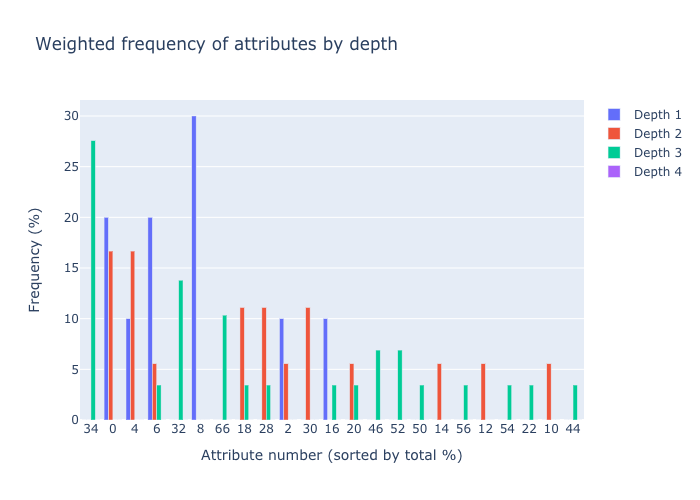 Weighted frequency of attributes by depth
Depth 1
Depth 2
Depth 3
Depth 4
30
25
20
15
10
5
0
Frequency (%)
34 0 4 6 32 8 66 18 28 2 30 16 20 46 52 50 14 56 12 54 22 10 44
Attribute number (sorted by total %)